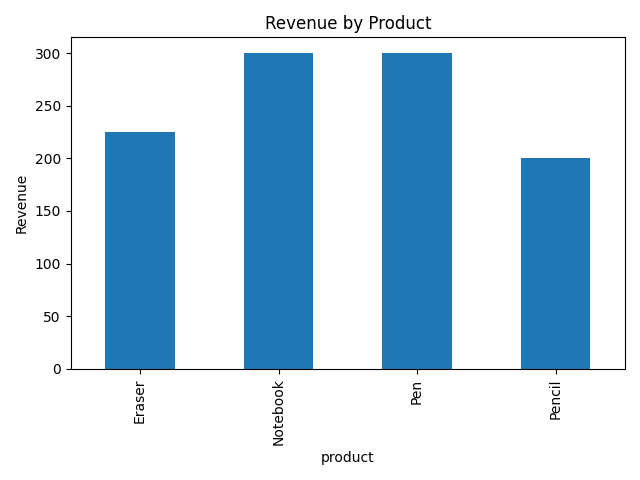 Revenue by Product
Revenue
300
250
200
150
100
50
0
Eraser
Notebook
Pen
Pencil
product